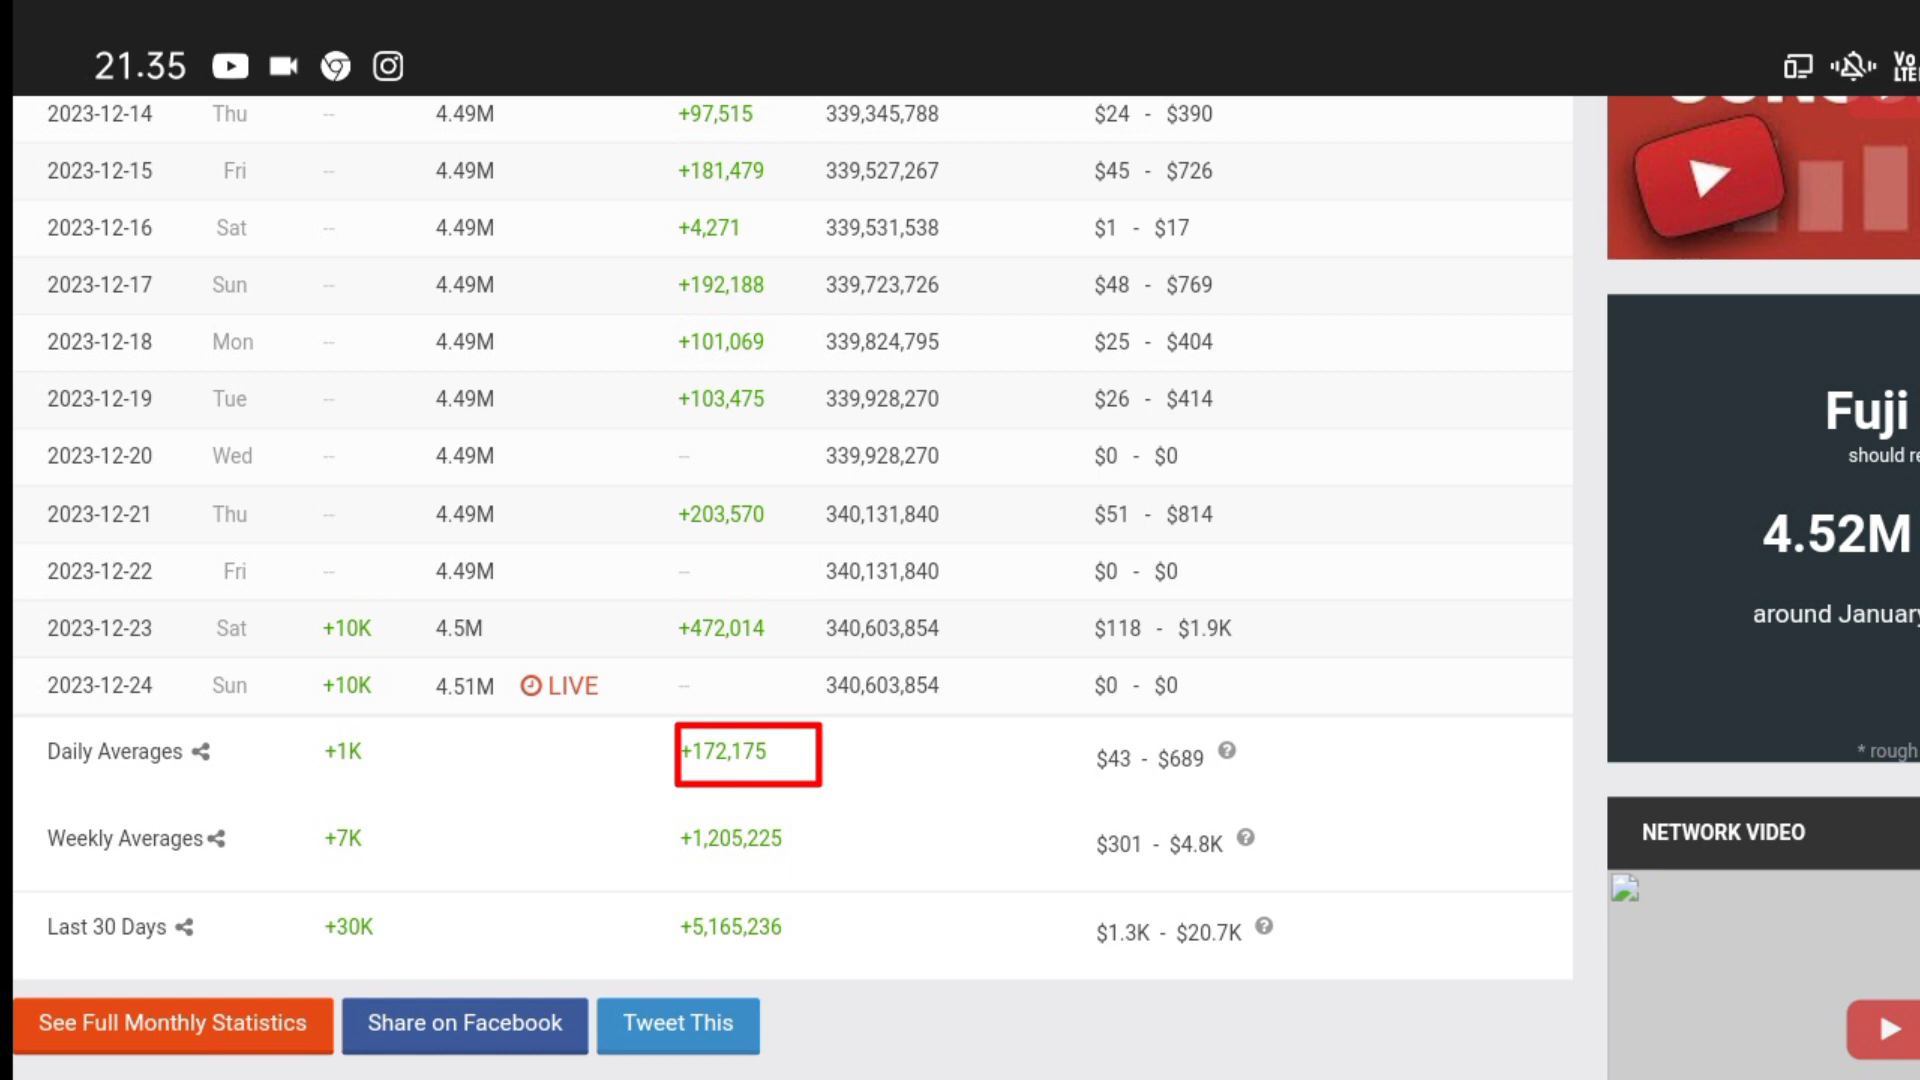 21.35
Vo
LTE
2023-12-14 Thu -- 4.49M +97,515 339,345,788 $24 - $390
2023-12-15 Fri -- 4.49M +181,479 339,527,267 $45 - $726
2023-12-16 Sat -- 4.49M +4,271 339,531,538 $1 - $17
2023-12-17 Sun -- 4.49M +192,188 339,723,726 $48 - $769
2023-12-18 Mon -- 4.49M +101,069 339,824,795 $25 - $404
2023-12-19 Tue -- 4.49M +103,475 339,928,270 $26 - $414
2023-12-20 Wed -- 4.49M -- 339,928,270 $0 - $0
2023-12-21 Thu -- 4.49M +203,570 340,131,840 $51 - $814
2023-12-22 Fri -- 4.49M -- 340,131,840 $0 - $0
2023-12-23 Sat +10K 4.5M +472,014 340,603,854 $118 - $1.9K
2023-12-24 Sun +10K 4.51M LIVE -- 340,603,854 $0 - $0
Daily Averages +1K +172,175 $43 - $689 ?
Weekly Averages +7K +1,205,225 $301 - $4.8K ?
Last 30 Days +30K +5,165,236 $1.3K - $20.7K ?
See Full Monthly Statistics
Share on Facebook
Tweet This
Fuji
should
4.52M
around January
* rough
NETWORK VIDEO